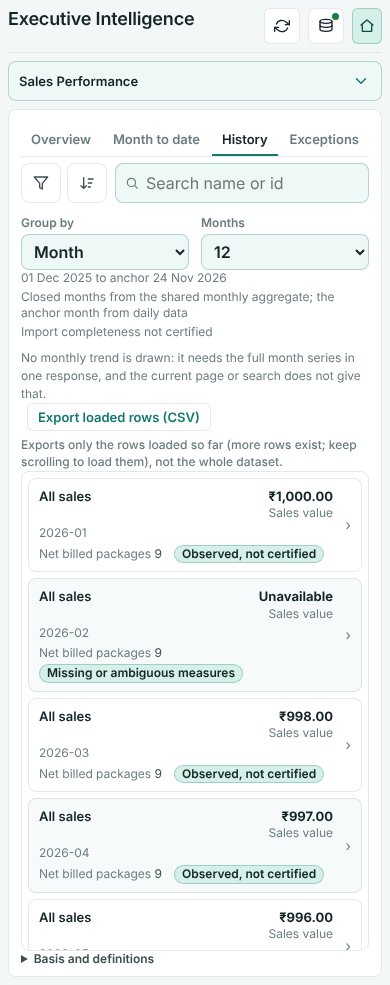 Executive Intelligence
Sales Performance
Overview Month to date History Exceptions
Search name or id
Group by Months
Month 12
01 Dec 2025 to anchor 24 Nov 2026
Closed months from the shared monthly aggregate; the
anchor month from daily data
Import completeness not certified
No monthly trend is drawn: it needs the full month series in
one response, and the current page or search does not give
that.
Export loaded rows (CSV)
Exports only the rows loaded so far (more rows exist; keep
scrolling to load them), not the whole dataset.
All sales ₹1,000.00
Sales value
2026-01
Net billed packages 9 Observed, not certified
All sales Unavailable
Sales value
2026-02
Net billed packages 9
Missing or ambiguous measures
All sales ₹998.00
Sales value
2026-03
Net billed packages 9 Observed, not certified
All sales ₹997.00
Sales value
2026-04
Net billed packages 9 Observed, not certified
All sales ₹996.00
Sales value
Basis and definitions